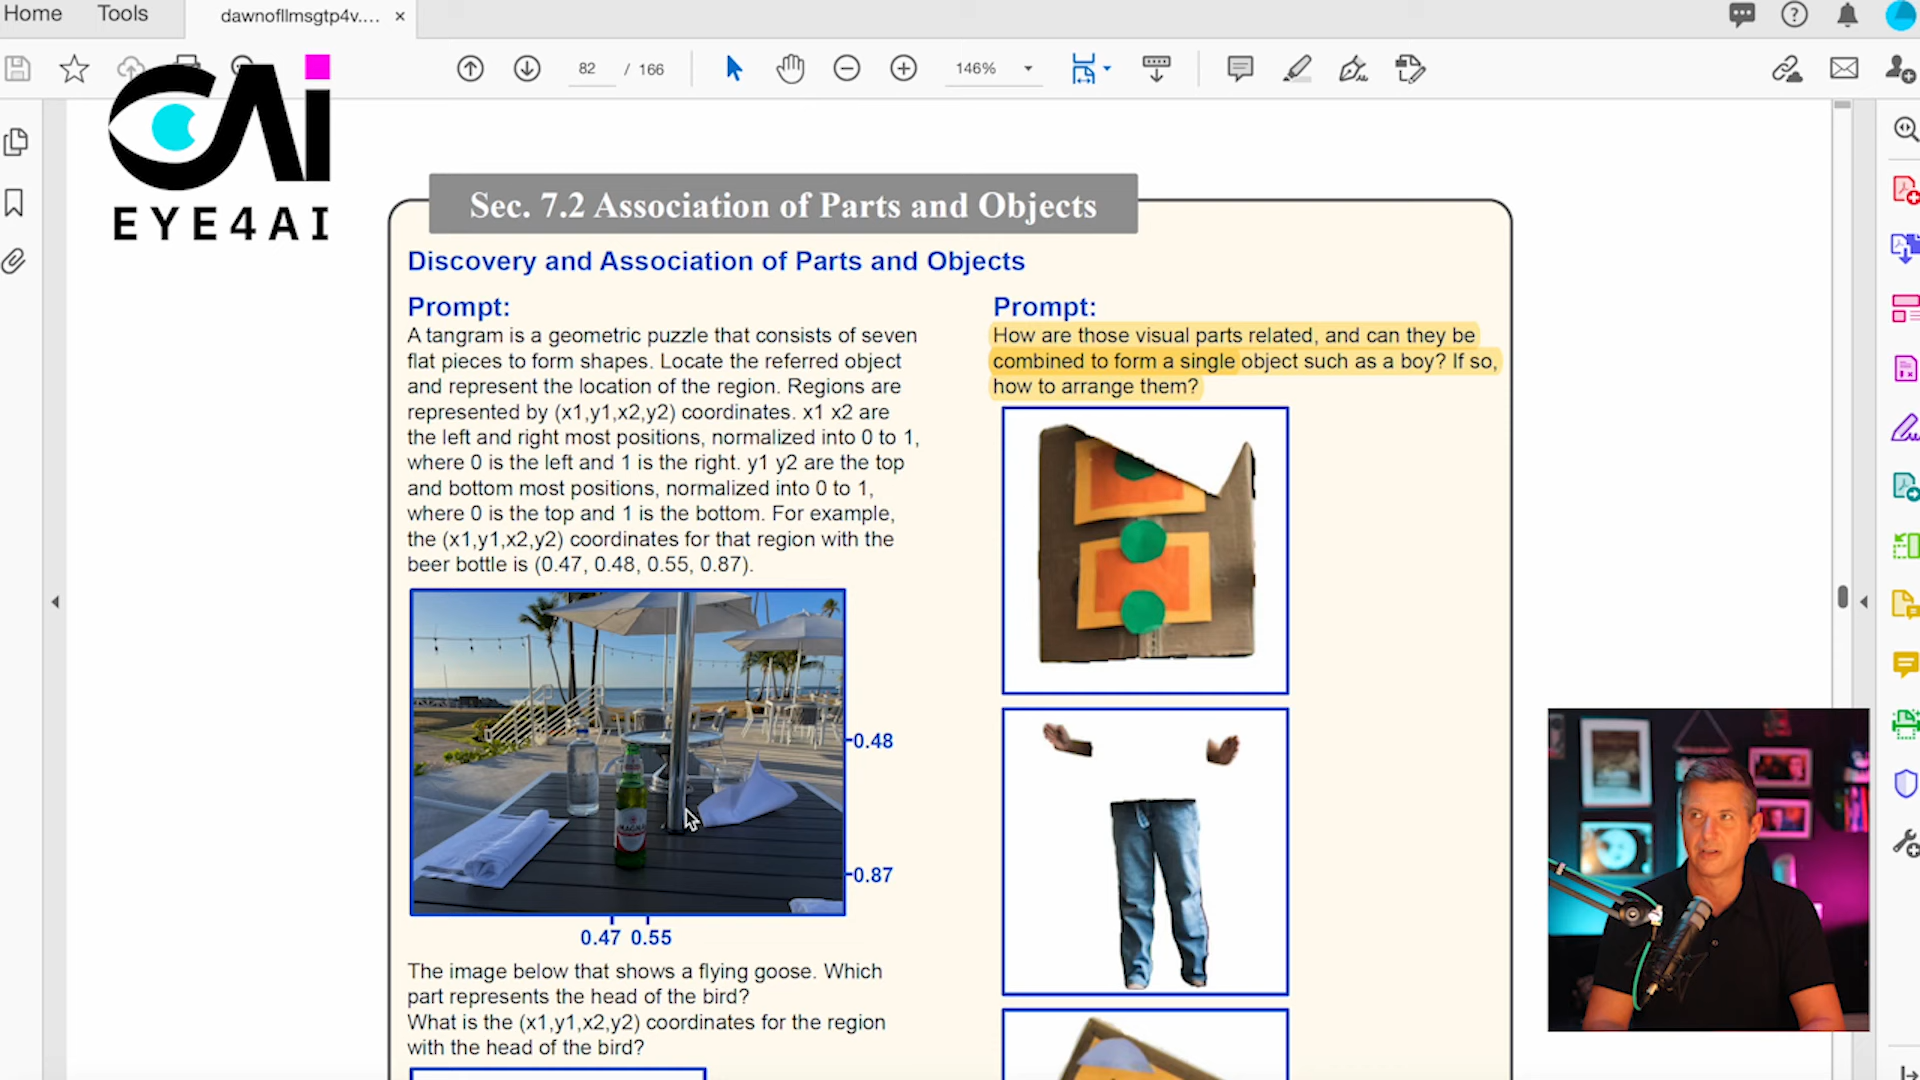 Home
Tools
dawnofllmsgtp4v....
82 / 166
146%
EYE4AI
Sec. 7.2 Association of Parts and Objects
Discovery and Association of Parts and Objects
Prompt:
A tangram is a geometric puzzle that consists of seven
flat pieces to form shapes. Locate the referred object
and represent the location of the region. Regions are
represented by (x1,y1,x2,y2) coordinates. x1 x2 are
the left and right most positions, normalized into 0 to 1,
where 0 is the left and 1 is the right. y1 y2 are the top
and bottom most positions, normalized into 0 to 1,
where 0 is the top and 1 is the bottom. For example,
the (x1,y1,x2,y2) coordinates for that region with the
beer bottle is (0.47, 0.48, 0.55, 0.87).
0.48
0.87
0.47 0.55
The image below that shows a flying goose. Which
part represents the head of the bird?
What is the (x1,y1,x2,y2) coordinates for the region
with the head of the bird?
Prompt:
How are those visual parts related, and can they be
combined to form a single object such as a boy? If so,
how to arrange them?